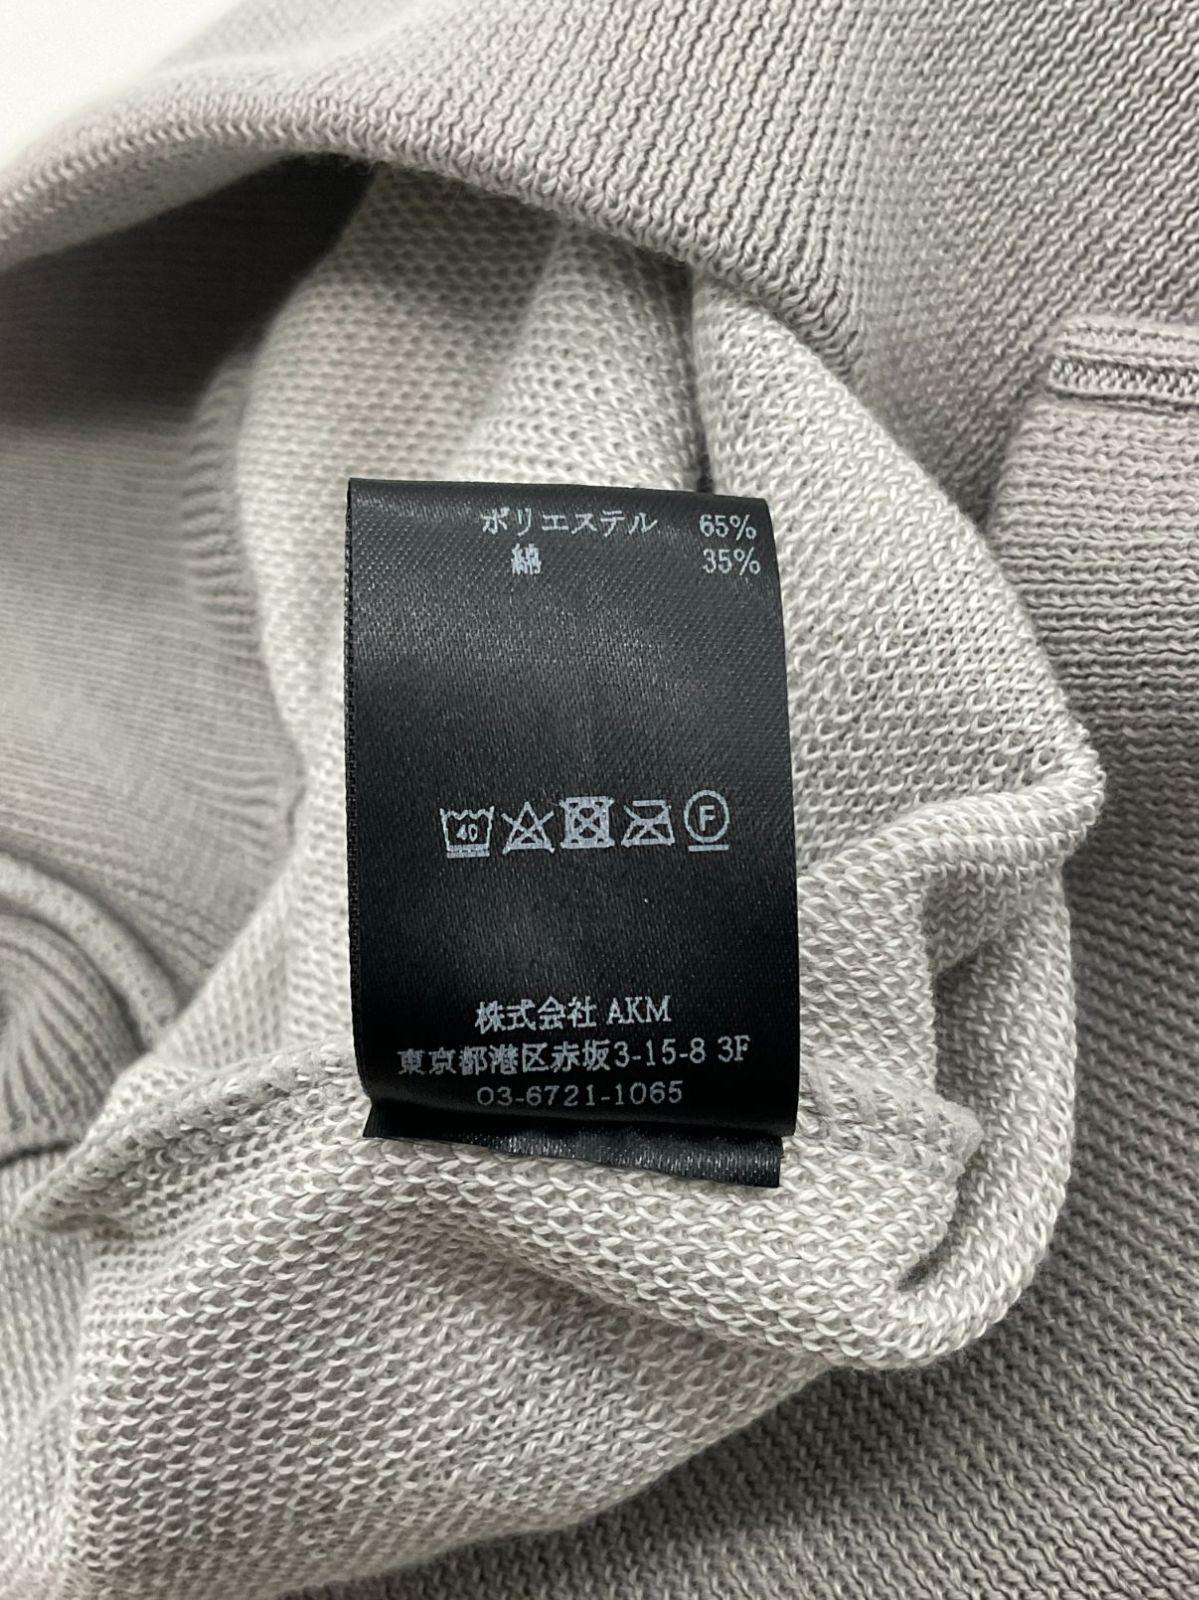 ポリエステル 65%
綿 35%
40
F
株式会社 AKM
東京都港区赤坂3-15-8 3F
03-6721-1065